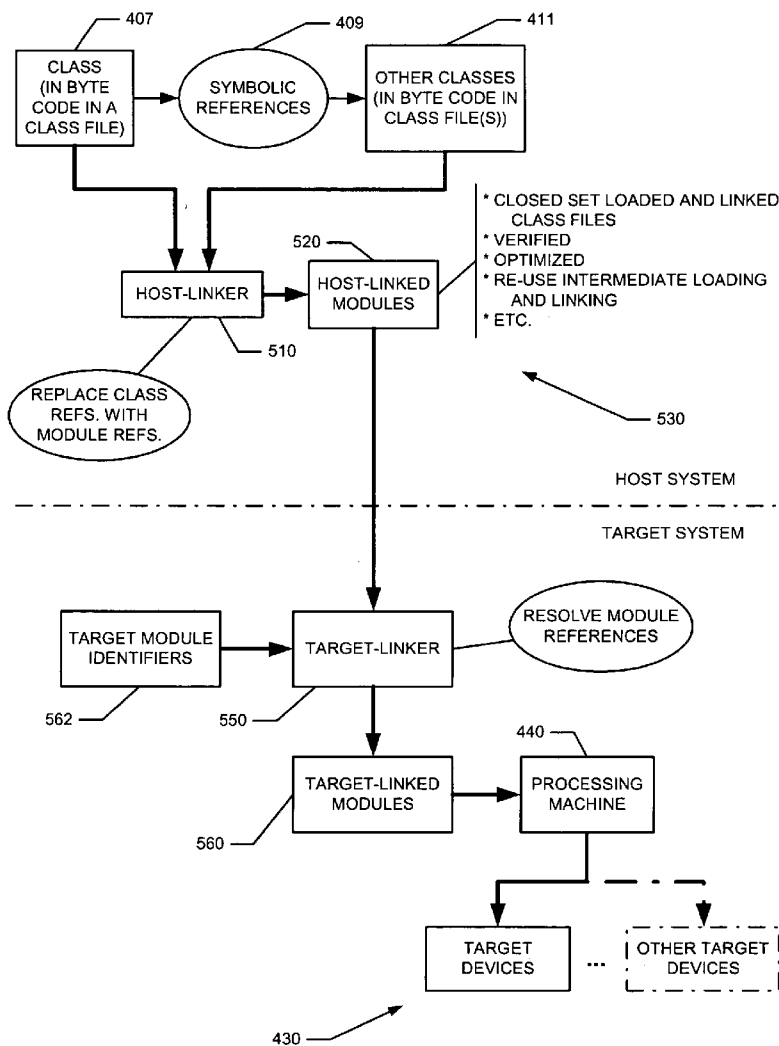 407
409
411
CLASS
(IN BYTE
CODE IN A
CLASS FILE)
SYMBOLIC
REFERENCES
OTHER CLASSES
(IN BYTE CODE IN
CLASS FILE(S))
* CLOSED SET LOADED AND LINKED
CLASS FILES
* VERIFIED
* OPTIMIZED
* RE-USE INTERMEDIATE LOADING
AND LINKING
* ETC.
520
HOST-LINKER
HOST-LINKED
MODULES
510
REPLACE CLASS
REFS. WITH
MODULE REFS.
530
HOST SYSTEM
TARGET SYSTEM
TARGET MODULE
IDENTIFIERS
TARGET-LINKER
RESOLVE MODULE
REFERENCES
562
550
440
TARGET-LINKED
MODULES
PROCESSING
MACHINE
560
TARGET
DEVICES
...
OTHER TARGET
DEVICES
430